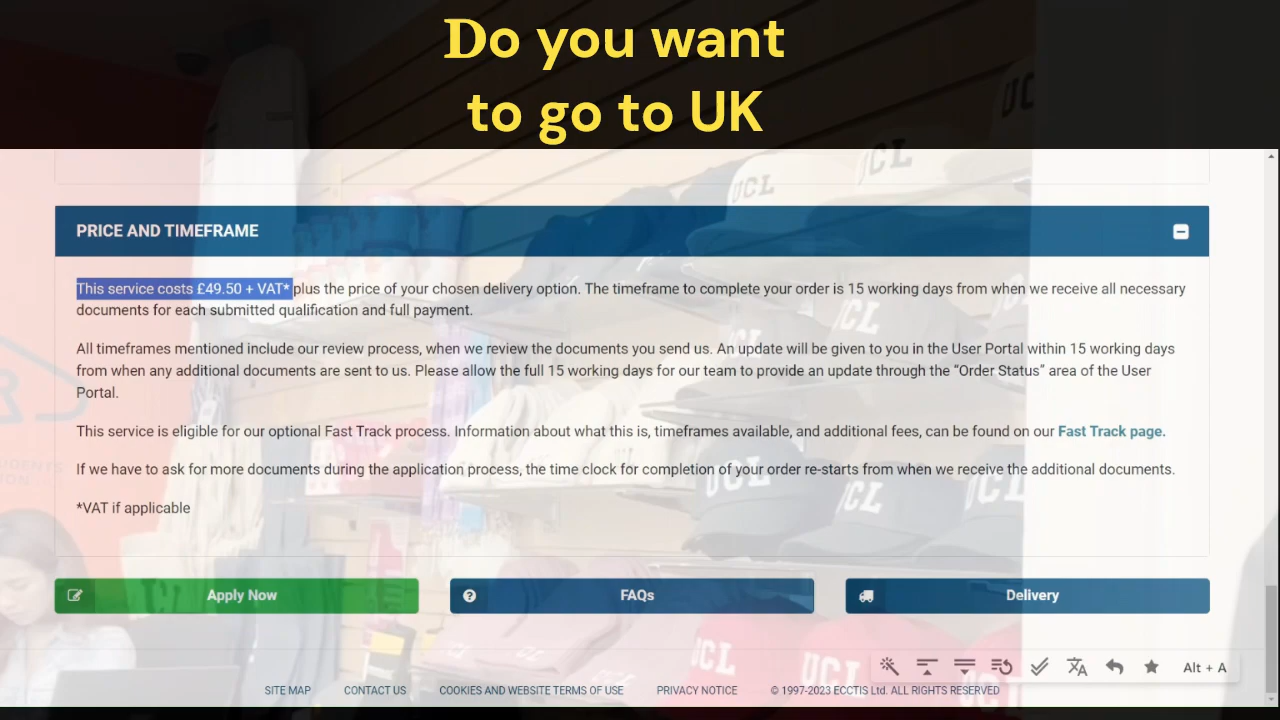 Do you want
to go to UK
UCL
UCL
UCL
PRICE AND TIMEFRAME
This service costs £49.50 + VAT* plus the price of your chosen delivery option. The timeframe to complete your order is 15 working days from when we receive all necessary
documents for each submitted qualification and full payment.
UCL
All timeframes mentioned include our review process, when we review the documents you send us. An update will be given to you in the User Portal within 15 working days
from when any additional documents are sent to us. Please allow the full 15 working days for our team to provide an update through the “Order Status” area of the User
Portal.
This service is eligible for our optional Fast Track process. Information about what this is, timeframes available, and additional fees, can be found on our Fast Track page.
If we have to ask for more documents during the application process, the time clock for completion of your order re-starts from when we receive the additional documents.
UCL
UCL
UCL
*VAT if applicable
Apply Now
FAQs
Delivery
UCL
UCL
UCL
Alt + A
SITE MAP
CONTACT US
COOKIES AND WEBSITE TERMS OF USE
PRIVACY NOTICE
© 1997-2023 ECCTIS Ltd. ALL RIGHTS RESERVED